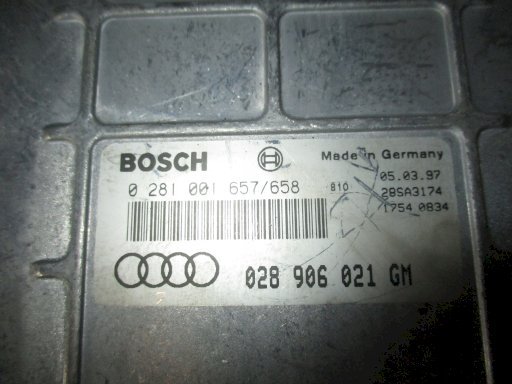 BOSCH
Made in Germany
0 281 001 657/658
810
05.03.97
28SA3174
1754 0834
028 906 021 GM